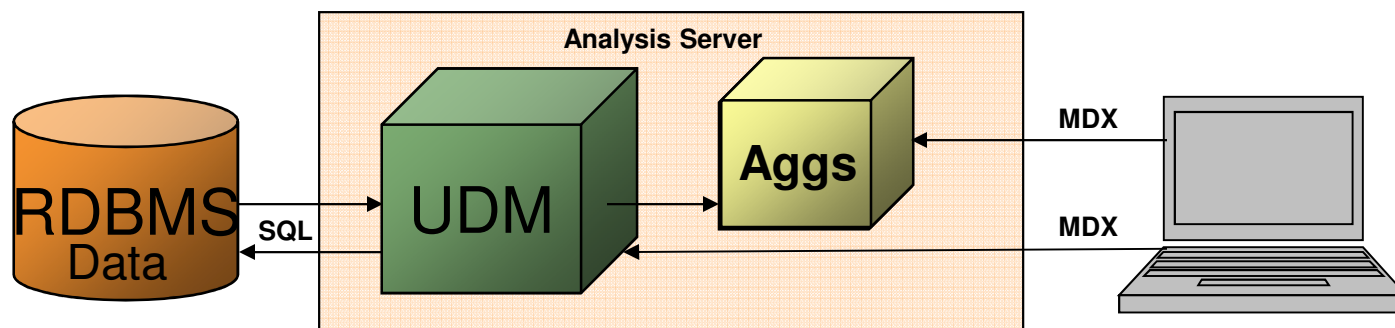 Analysis Server
RDBMS
Data
SQL
UDM
Aggs
MDX
MDX